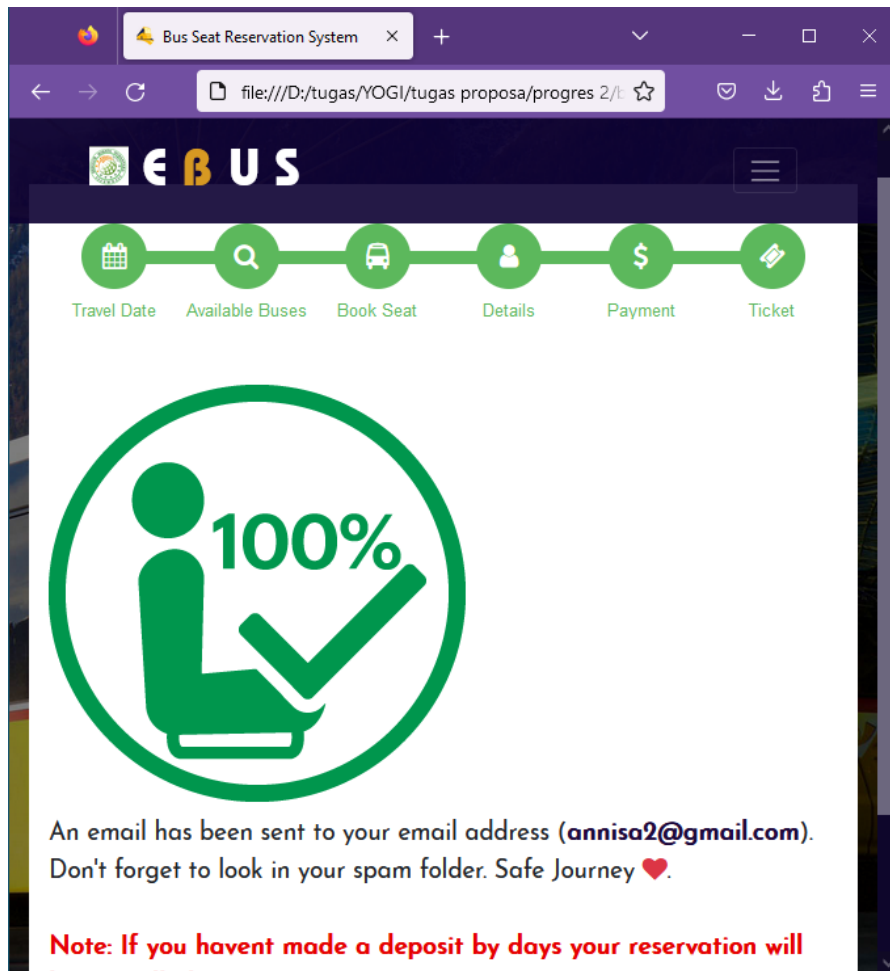 Bus Seat Reservation System
file:///D:/tugas/YOGI/tugas proposa/progres 2/b
EBUS
Travel Date Available Buses Book Seat Details Payment Ticket
100%
An email has been sent to your email address (annisa2@gmail.com).
Don't forget to look in your spam folder. Safe Journey ❤.
Note: If you havent made a deposit by days your reservation will